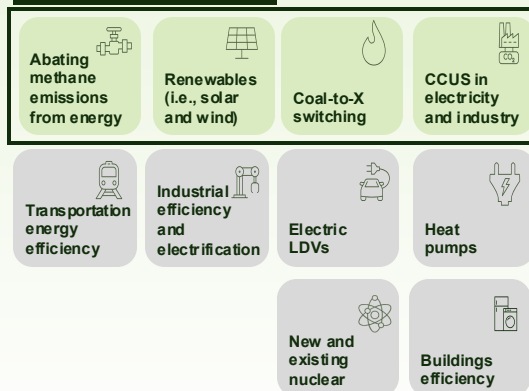 Abating
methane
emissions
from energy
Renewables
(i.e., solar
and wind)
Coal-to-X
switching
CO₂
CCUS in
electricity
and industry
Transportation
energy
efficiency
Industrial
efficiency
and
electrification
Electric
LDVs
Heat
pumps
New and
existing
nuclear
Buildings
efficiency